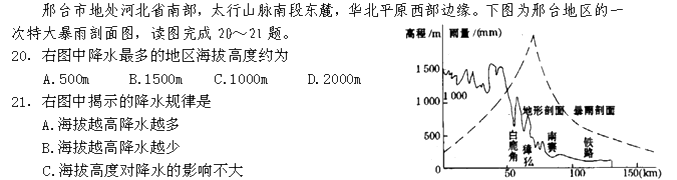 邢台市地处河北省南部，太行山脉南段东麓，华北平原西部边缘。下图为邢台地区的一
次特大暴雨剖面图，读图完成 20～21 题。
20. 右图中降水最多的地区海拔高度约为
A.500m B.1500m C.1000m D.2000m
21. 右图中揭示的降水规律是
A.海拔越高降水越多
B.海拔越高降水越少
C.海拔高度对降水的影响不大
高程/m 雨量/(mm)
1 500
1 000
1 000
500
0
地形剖面 暴雨剖面
白鹿角
獐𤞤
南赛
铁路
50 100 150(km)